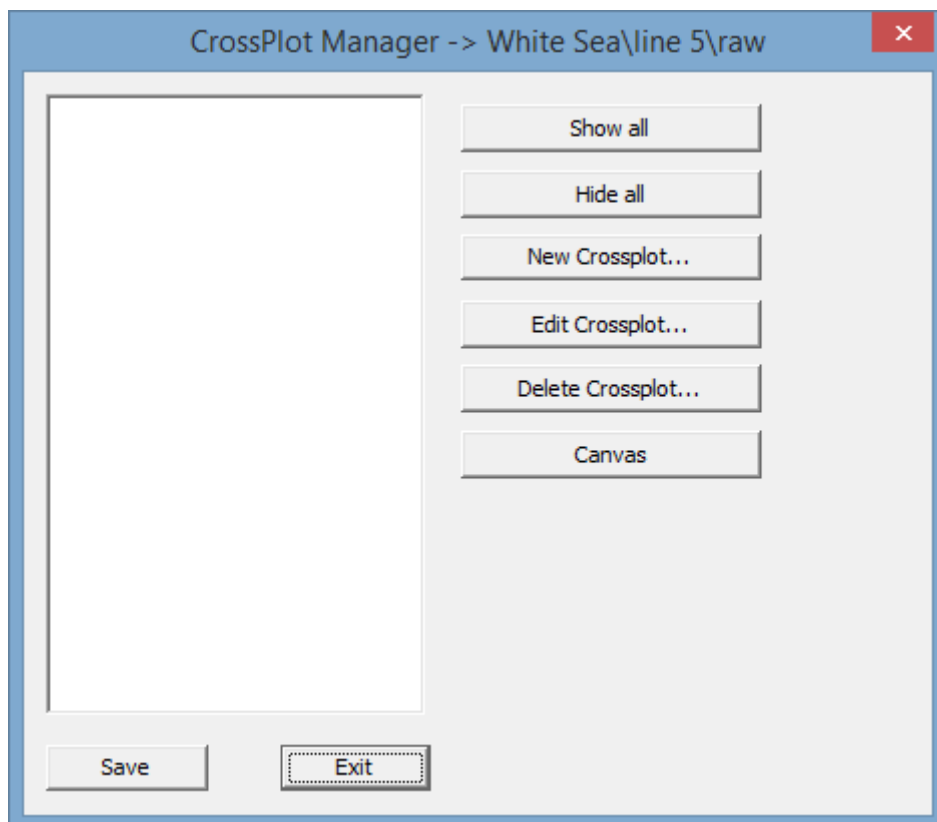 CrossPlot Manager -> White Sea\line 5\raw
Show all
Hide all
New Crossplot...
Edit Crossplot...
Delete Crossplot...
Canvas
Save
Exit